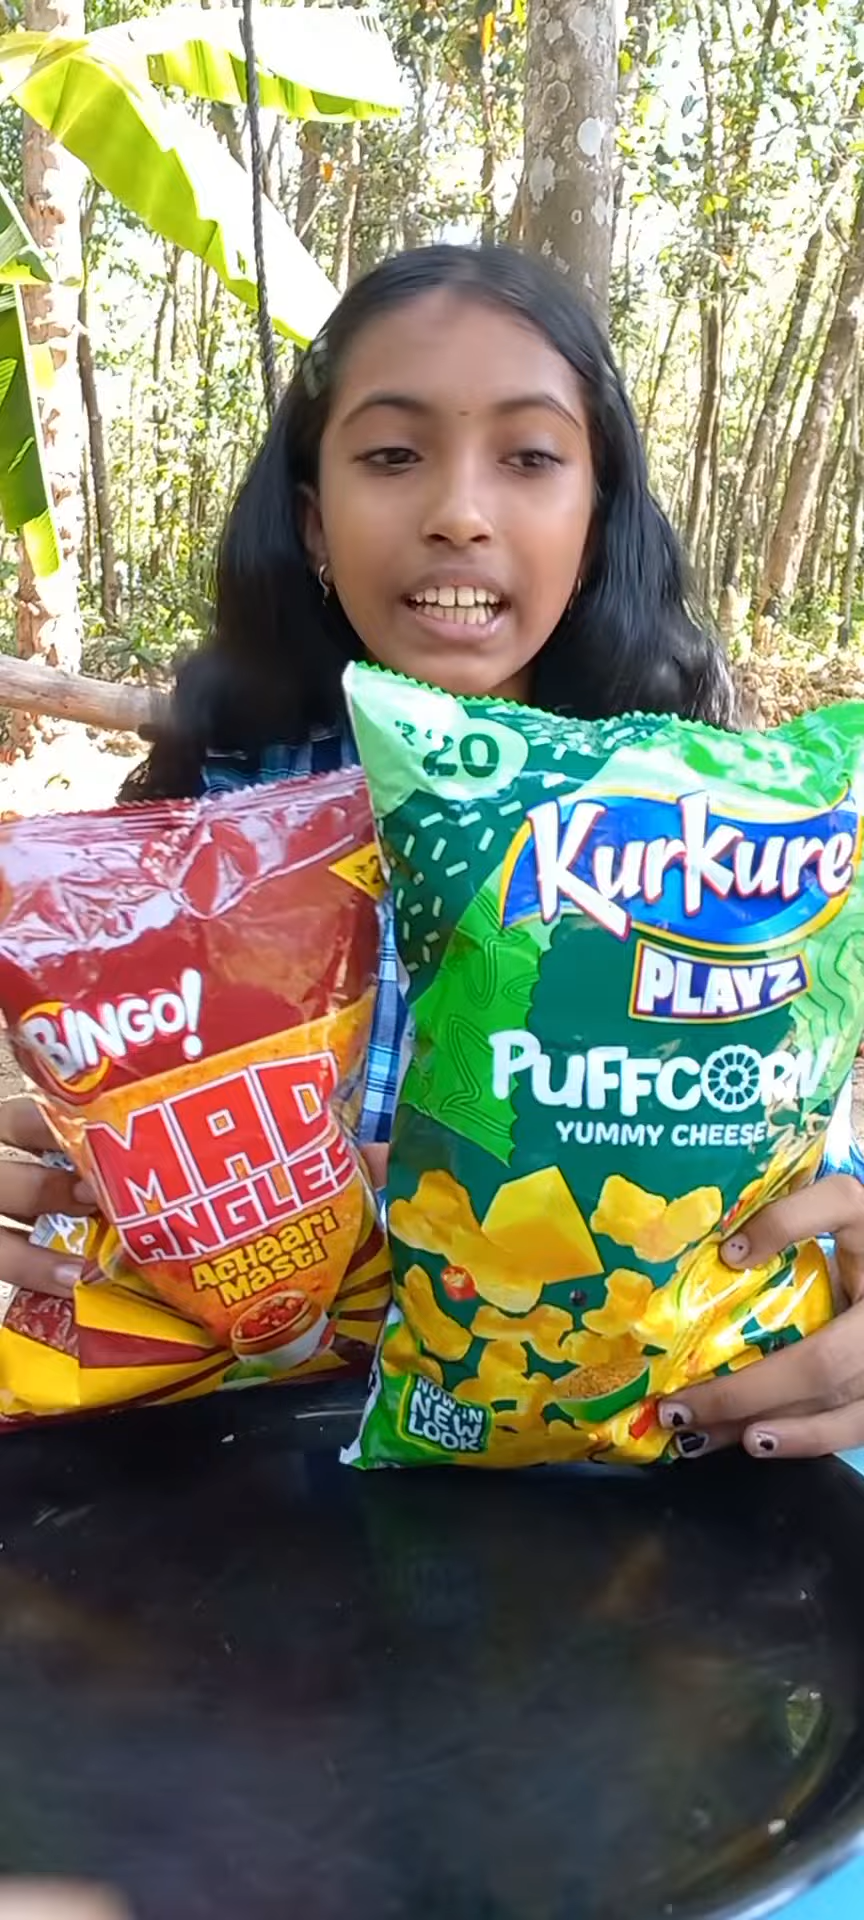 BINGO!
MAD
ANGLES
ACHAARI
MASTI
₹20
Kurkure
PLAYZ
PUFFCORN
YUMMY CHEESE
NOW IN
NEW
LOOK